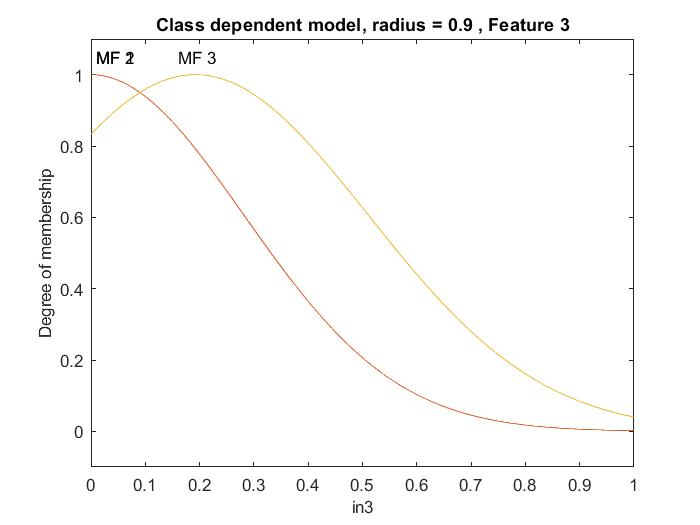 Class dependent model, radius = 0.9 , Feature 3
MF MF 3
1
0.8
0.6
0.4
0.2
0
Degree of membership
0 0.1 0.2 0.3 0.4 0.5 0.6 0.7 0.8 0.9 1
in3